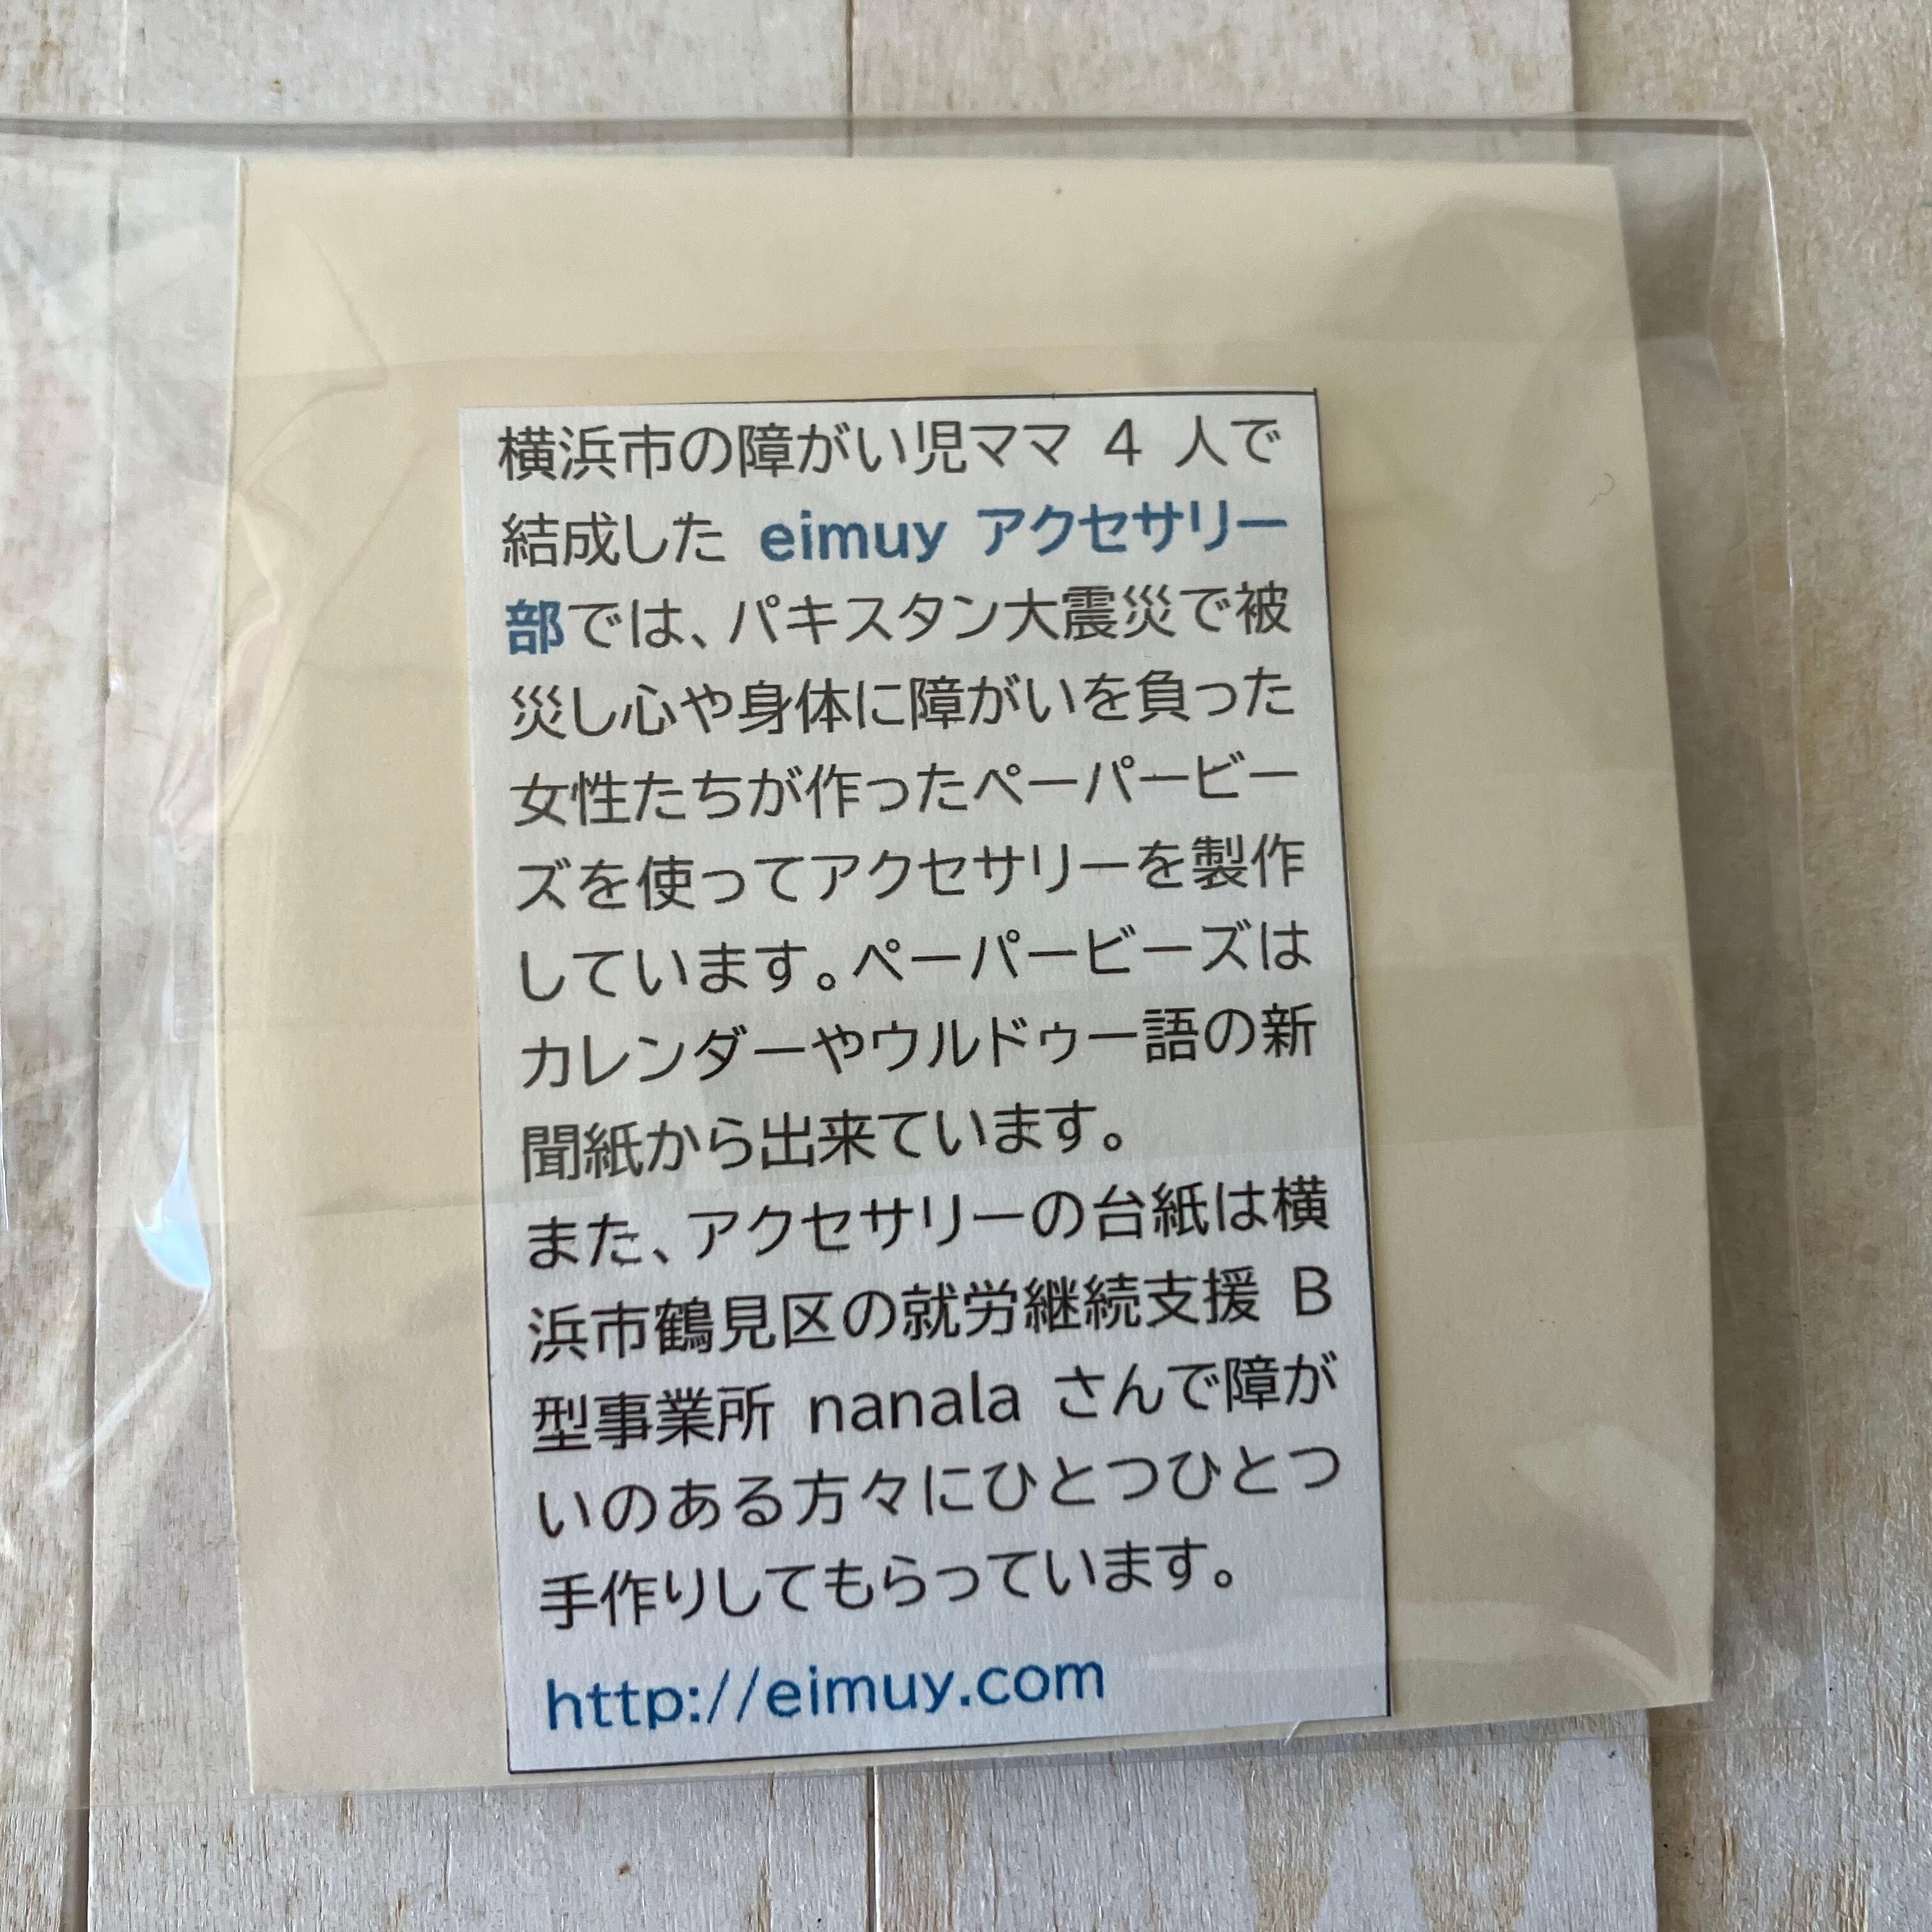 横浜市の障がい児ママ 4 人で
結成した eimuy アクセサリー
部では、パキスタン大震災で被
災し心や身体に障がいを負った
女性たちが作ったペーパービー
ズを使ってアクセサリーを製作
しています。ペーパービーズは
カレンダーやウルドゥー語の新
聞紙から出来ています。
また、アクセサリーの台紙は横
浜市鶴見区の就労継続支援 B
型事業所 nanala さんで障が
いのある方々にひとつひとつ
手作りしてもらっています。
http://eimuy.com